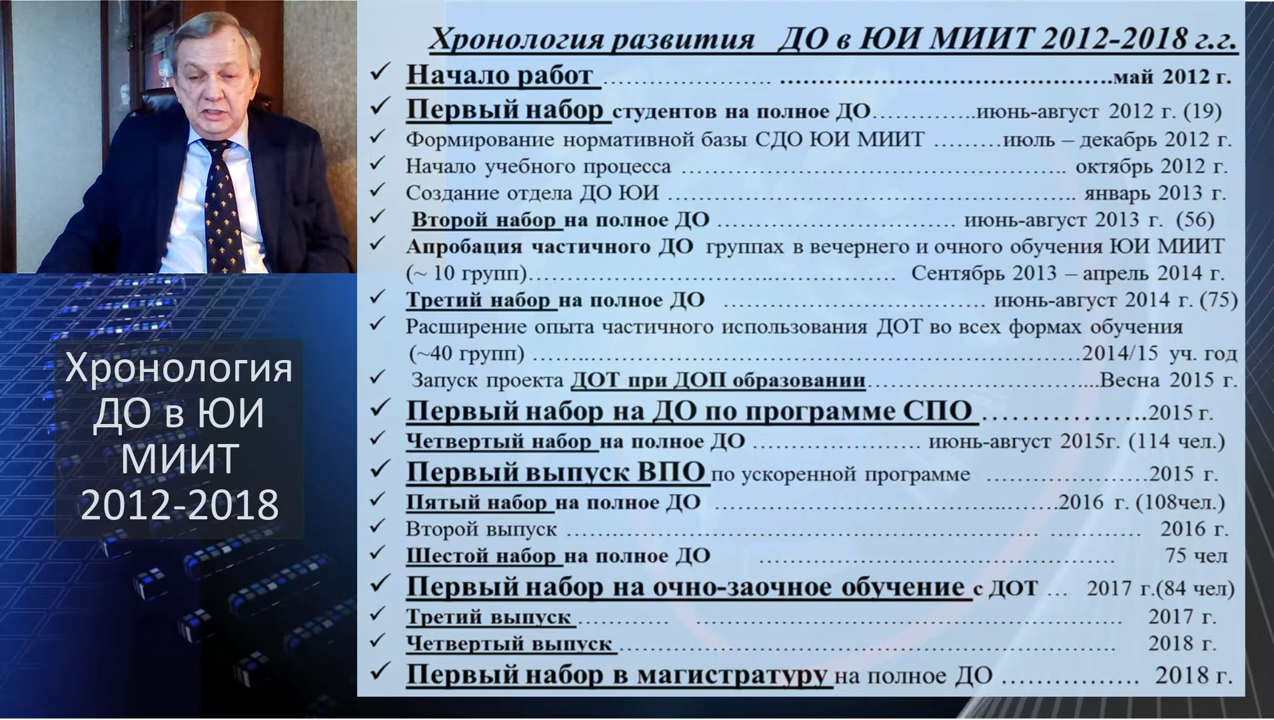 Хронология развития ДО в ЮИ МИИТ 2012-2018 г.г.
Начало работ ……………………………………………………….май 2012 г.
Первый набор студентов на полное ДО…………..июнь-август 2012 г. (19)
Формирование нормативной базы СДО ЮИ МИИТ ………июль – декабрь 2012 г.
Начало учебного процесса ………………………………………….. октябрь 2012 г.
Создание отдела ДО ЮИ ……………………………………………….. январь 2013 г.
Второй набор на полное ДО …………………………… июнь-август 2013 г. (56)
Апробация частичного ДО группах в вечернего и очного обучения ЮИ МИИТ
(~ 10 групп)…………………………………………. Сентябрь 2013 – апрель 2014 г.
Третий набор на полное ДО ……………………………… июнь-август 2014 г. (75)
Расширение опыта частичного использования ДОТ во всех формах обучения
(~40 групп) ……………………………………………………………2014/15 уч. год
Запуск проекта ДОТ при ДОП образовании…………………………...Весна 2015 г.
Первый набор на ДО по программе СПО ………………..2015 г.
Четвертый набор на полное ДО …………………… июнь-август 2015г. (114 чел.)
Первый выпуск ВПО по ускоренной программе …………………2015 г.
Пятый набор на полное ДО ……………………………..…….2016 г. (108чел.)
Второй выпуск …………………………………………………… ………… 2016 г.
Шестой набор на полное ДО ………………………………………. 75 чел
Первый набор на очно-заочное обучение с ДОТ … 2017 г.(84 чел)
Третий выпуск ………… ……………………………………………. 2017 г.
Четвертый выпуск ……………………………………………………. 2018 г.
Первый набор в магистратуру на полное ДО …………… 2018 г.
Хронология
ДО в ЮИ
МИИТ
2012-2018